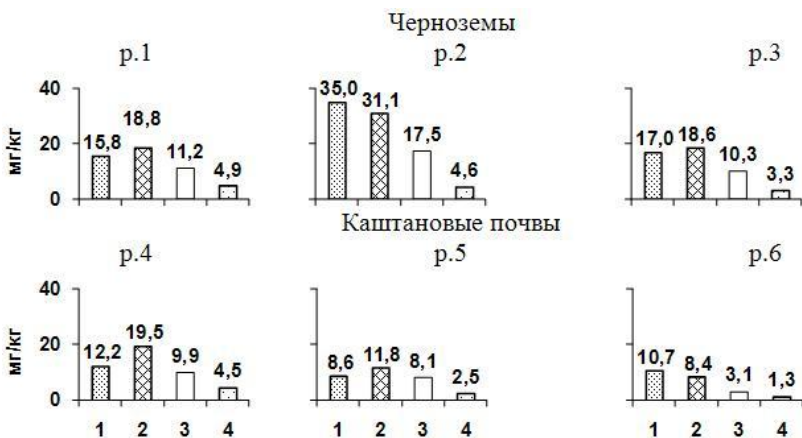 Черноземы
р.1 р.2 р.3
мг/кг
40
20
0
15,8 18,8 11,2 4,9
35,0 31,1 17,5 4,6
17,0 18,6 10,3 3,3
Каштановые почвы
р.4 р.5 р.6
мг/кг
40
20
0
12,2 19,5 9,9 4,5
8,6 11,8 8,1 2,5
10,7 8,4 3,1 1,3
1 2 3 4 1 2 3 4 1 2 3 4